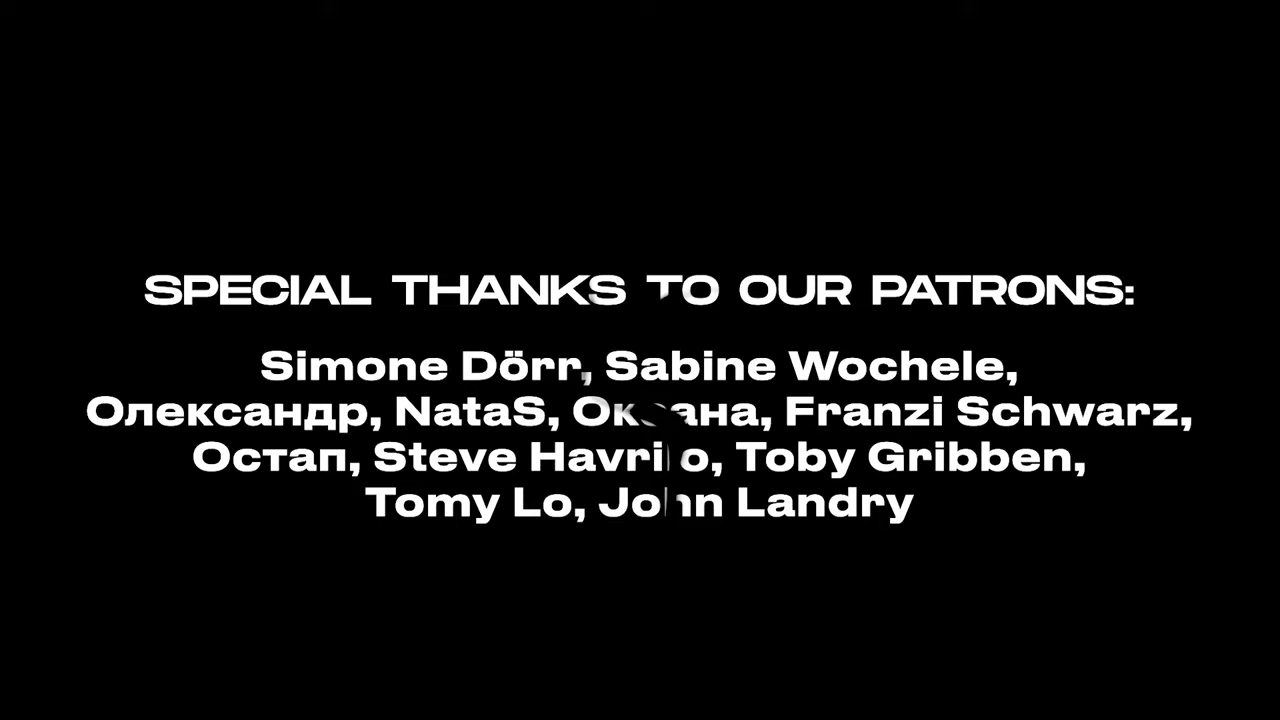 SPECIAL THANKS TO OUR PATRONS:
Simone Dörr, Sabine Wochele,
Олександр, NataS, Оксана, Franzi Schwarz,
Остап, Steve Toby Gribben,
Tomy Lo, John Landry